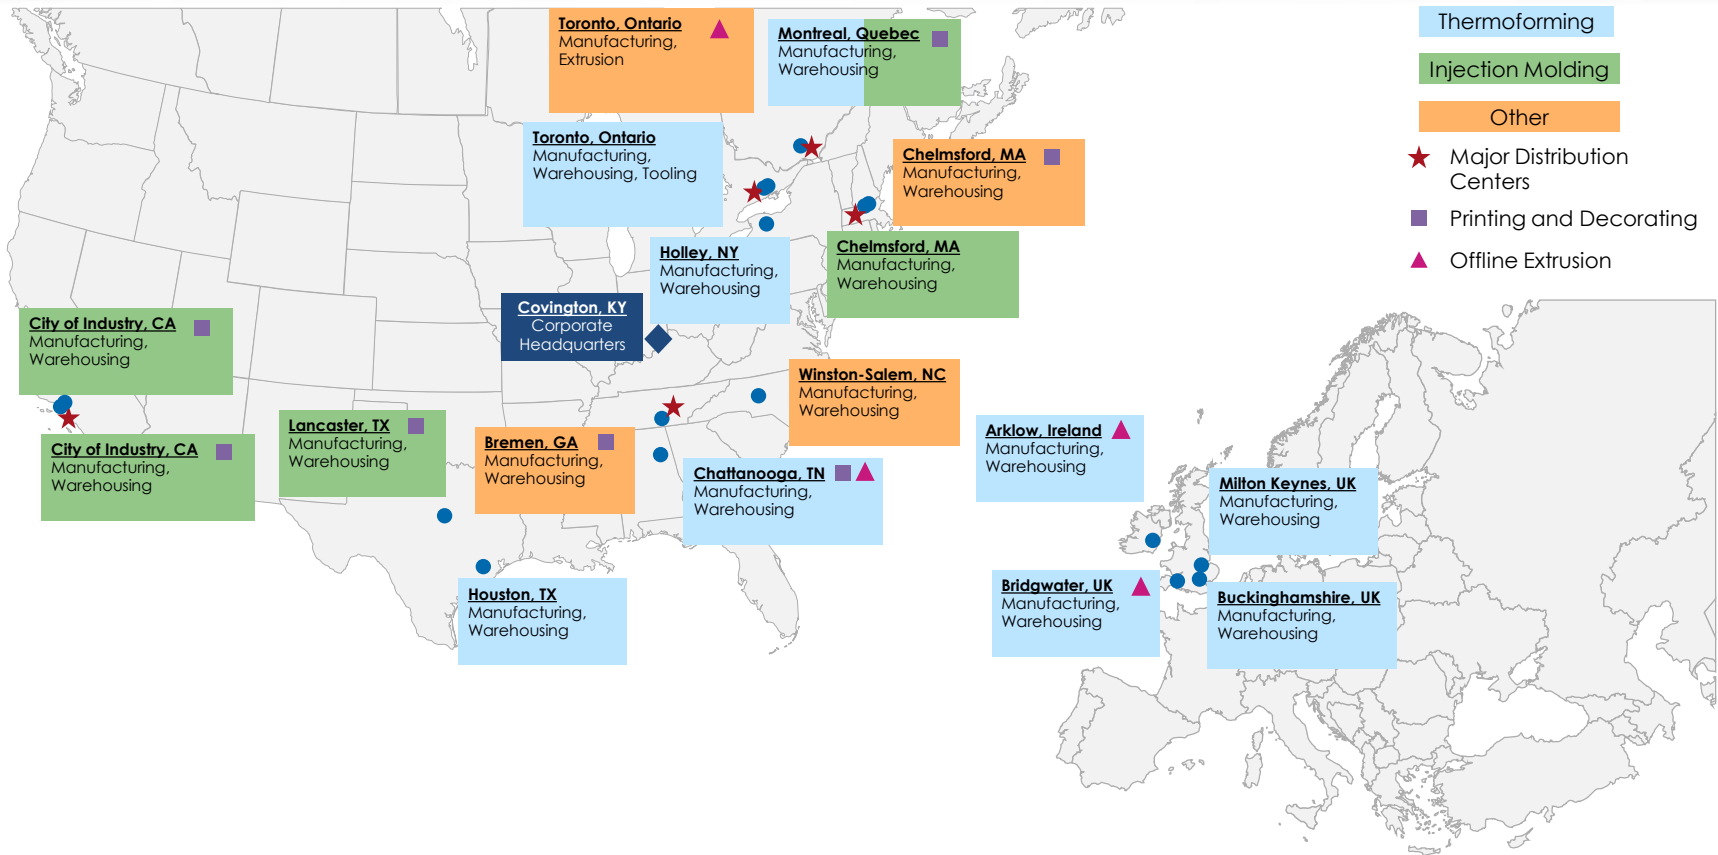 Toronto, Ontario
Manufacturing,
Extrusion
Montreal, Quebec
Manufacturing,
Warehousing
Toronto, Ontario
Manufacturing,
Warehousing, Tooling
Chelmsford, MA
Manufacturing,
Warehousing
Holley, NY
Manufacturing,
Warehousing
Chelmsford, MA
Manufacturing,
Warehousing
Covington, KY
Corporate
Headquarters
City of Industry, CA
Manufacturing,
Warehousing
Winston-Salem, NC
Manufacturing,
Warehousing
Lancaster, TX
Manufacturing,
Warehousing
City of Industry, CA
Manufacturing,
Warehousing
Bremen, GA
Manufacturing,
Warehousing
Chattanooga, TN
Manufacturing,
Warehousing
Houston, TX
Manufacturing,
Warehousing
Arklow, Ireland
Manufacturing,
Warehousing
Milton Keynes, UK
Manufacturing,
Warehousing
Bridgwater, UK
Manufacturing,
Warehousing
Buckinghamshire, UK
Manufacturing,
Warehousing
Thermoforming
Injection Molding
Other
Major Distribution
Centers
Printing and Decorating
Offline Extrusion